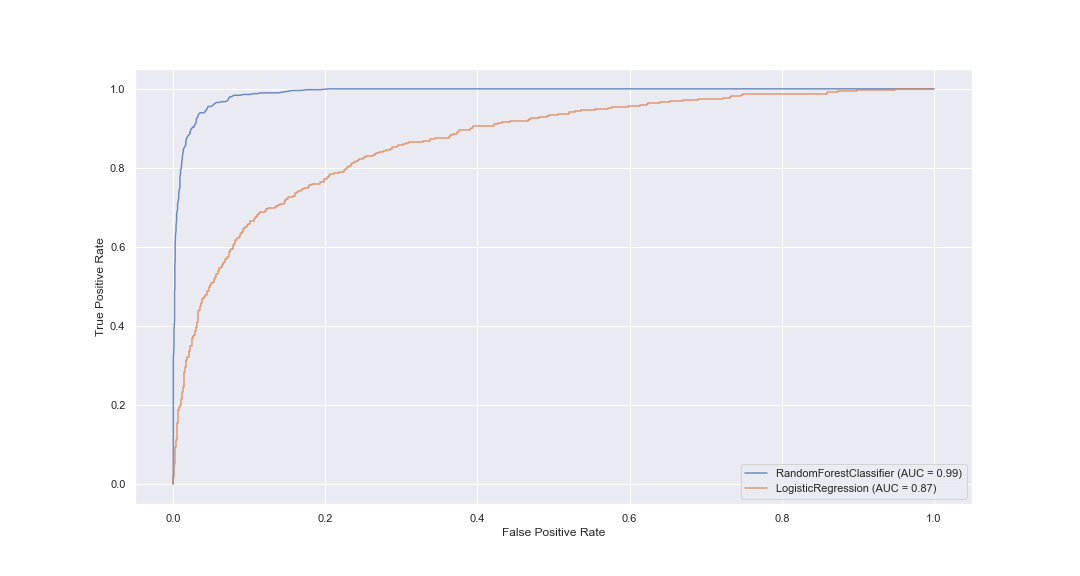 1.0
0.8
0.6
0.4
0.2
0.0
True Positive Rate
RandomForestClassifier (AUC = 0.99)
LogisticRegression (AUC = 0.87)
0.0 0.2 0.4 0.6 0.8 1.0
False Positive Rate